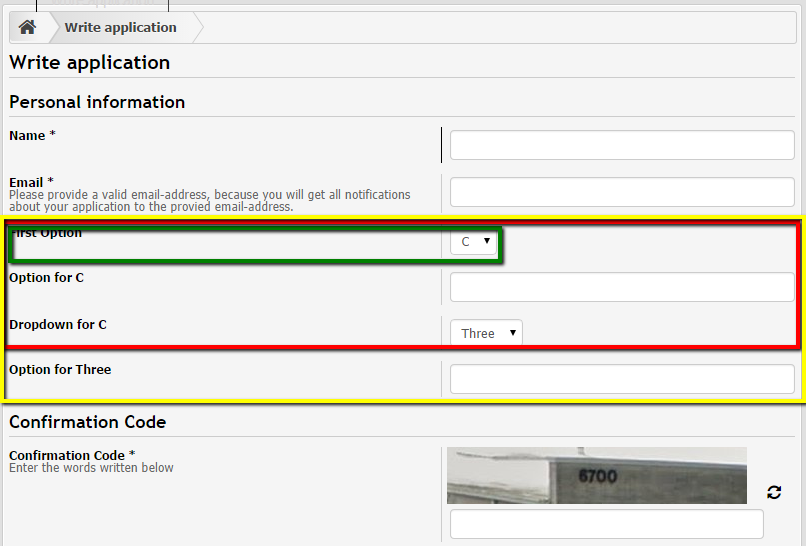 Write application
Write application
Personal information
Name *
Email *
Please provide a valid email-address, because you will get all notifications
about your application to the provied email-address.
First Option
C
Option for C
Dropdown for C
Three
Option for Three
Confirmation Code
Confirmation Code *
Enter the words written below
6700